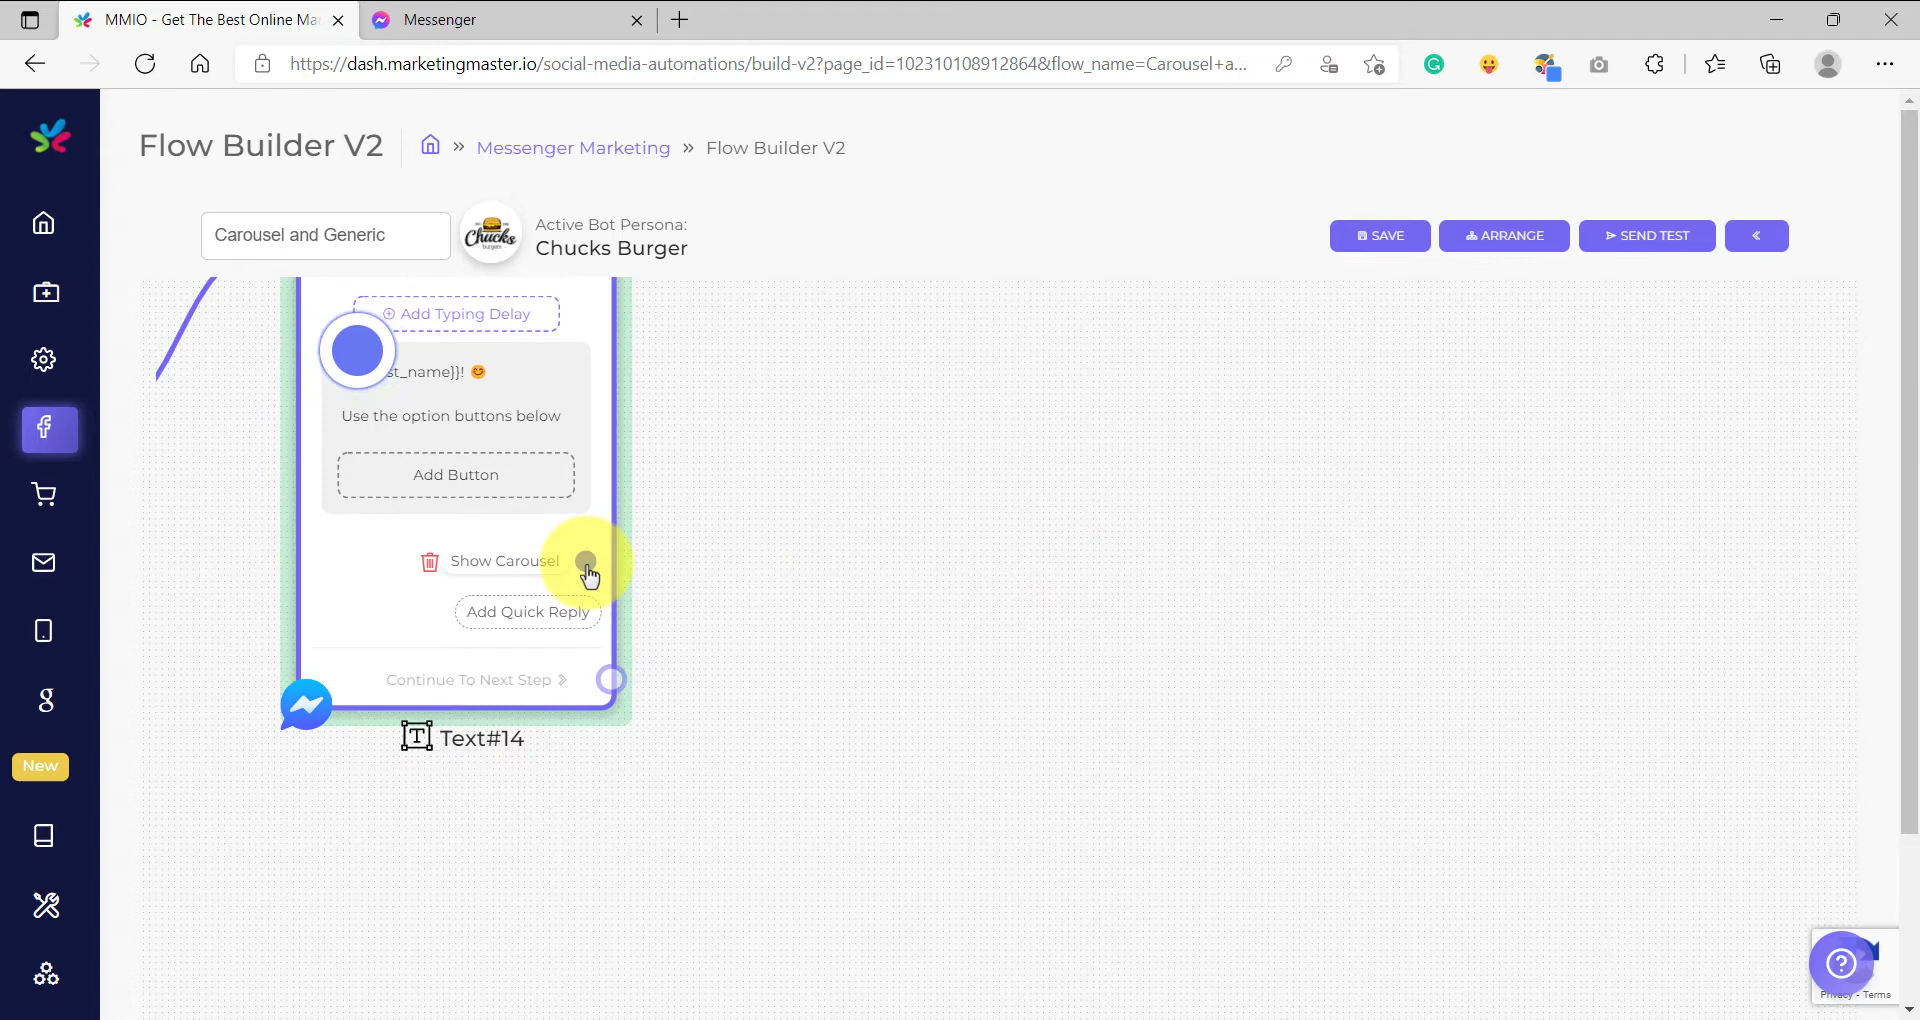 MMIO - Get The Best Online Ma
Messenger
https://dash.marketingmaster.io/social-media-automations/build-v2?page_id=102310108912864&flow_name=Carousel+a...
Flow Builder V2
» Messenger Marketing » Flow Builder V2
Carousel and Generic
Chucks
Active Bot Persona:
Chucks Burger
SAVE
ARRANGE
SEND TEST
Add Typing Delay
st_name}}! 😊
Use the option buttons below
Add Button
Show Carousel
Add Quick Reply
Continue To Next Step
Text#14
New
Privacy - Terms